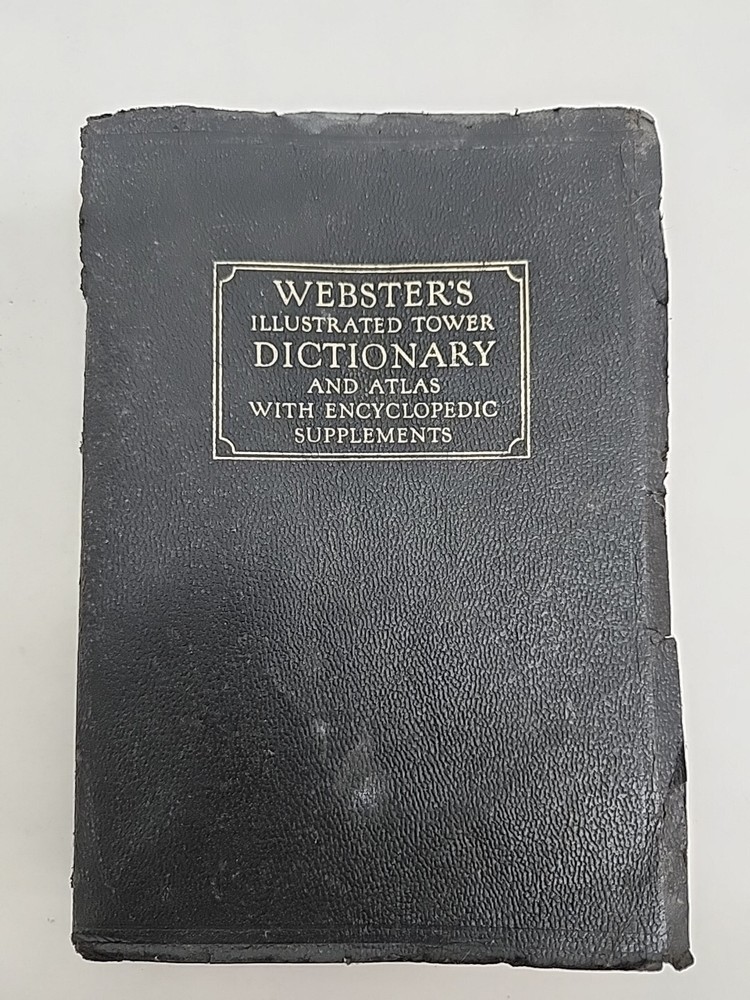 WEBSTER'S
ILLUSTRATED TOWER
DICTIONARY
AND ATLAS
WITH ENCYCLOPEDIC
SUPPLEMENTS